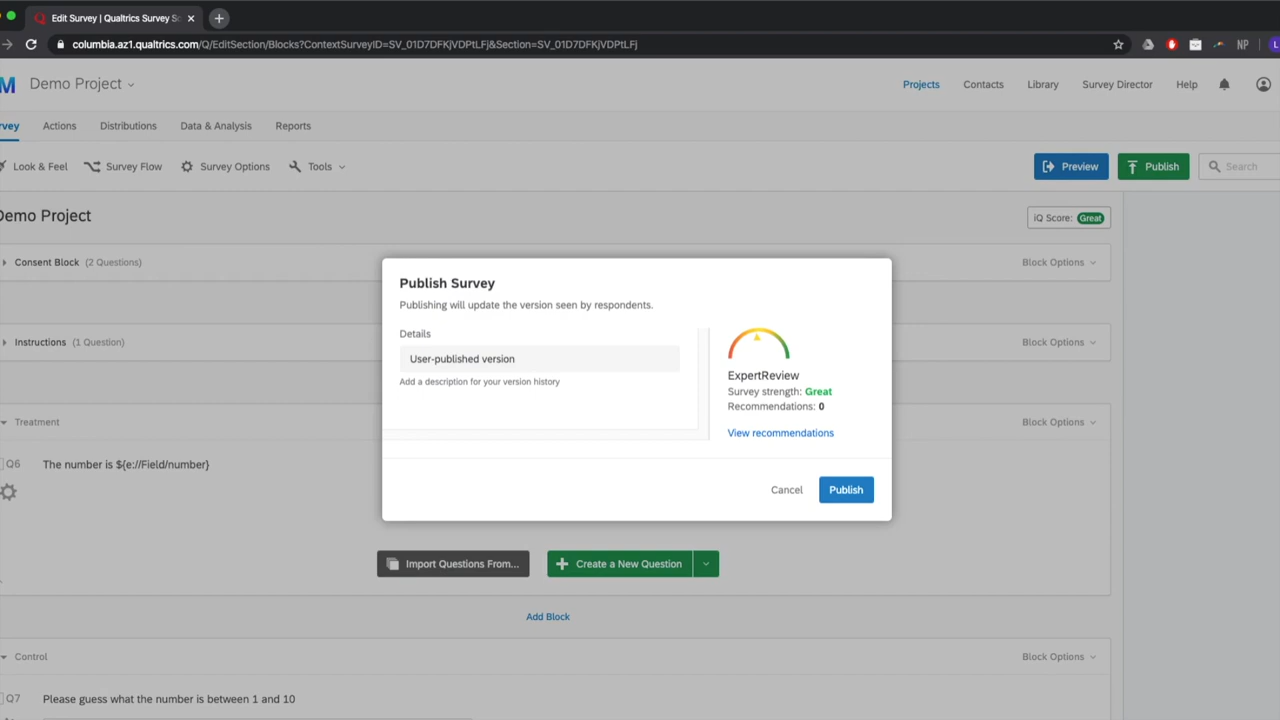 Edit Survey | Qualtrics Survey So
columbia.az1.qualtrics.com/Q/EditSection/Blocks?ContextSurveyID=SV_01D7DFKjVDPtLFj&Section=SV_01D7DFKjVDPtLFj
NP
L
M
Demo Project
Projects
Contacts
Library
Survey Director
Help
rvey
Actions
Distributions
Data & Analysis
Reports
Look & Feel
Survey Flow
Survey Options
Tools
Preview
Publish
Search
Demo Project
iQ Score: Great
Consent Block (2 Questions)
Block Options
Publish Survey
Publishing will update the version seen by respondents.
Details
User-published version
Add a description for your version history
ExpertReview
Survey strength: Great
Recommendations: 0
View recommendations
Cancel
Publish
Instructions (1 Question)
Block Options
Treatment
Block Options
Q6
The number is ${e://Field/number}
Import Questions From...
Create a New Question
Add Block
Control
Block Options
Q7
Please guess what the number is between 1 and 10